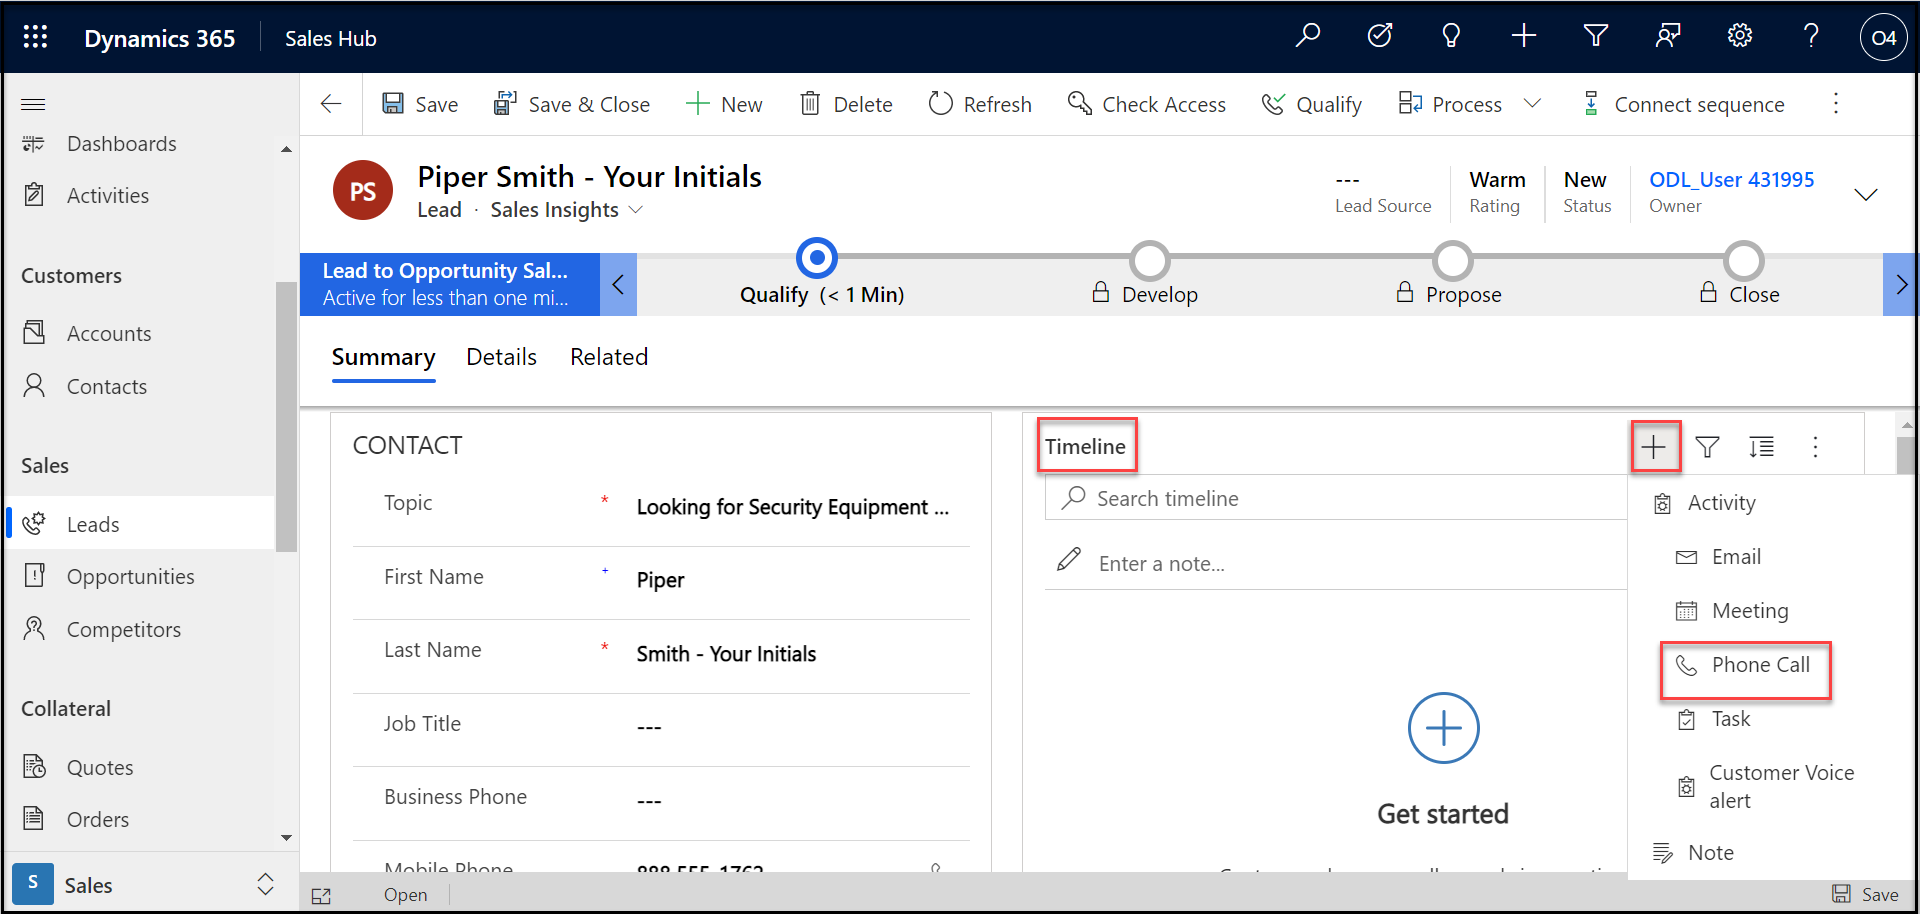 Dynamics 365
Sales Hub
O4
Save
Save & Close
New
Delete
Refresh
Check Access
Qualify
Process
Connect sequence
Dashboards
Activities
Customers
Accounts
Contacts
Sales
Leads
Opportunities
Competitors
Collateral
Quotes
Orders
S
Sales
PS
Piper Smith - Your Initials
Lead · Sales Insights
---
Lead Source
Warm
Rating
New
Status
ODL_User 431995
Owner
Lead to Opportunity Sal...
Active for less than one mi...
Qualify (< 1 Min)
Develop
Propose
Close
Summary
Details
Related
CONTACT
Topic * Looking for Security Equipment ...
First Name + Piper
Last Name * Smith - Your Initials
Job Title ---
Business Phone ---
Mobile Phone 888-555-1762
Timeline
Search timeline
Enter a note...
Get started
Activity
Email
Meeting
Phone Call
Task
Customer Voice
alert
Note
Open
Save